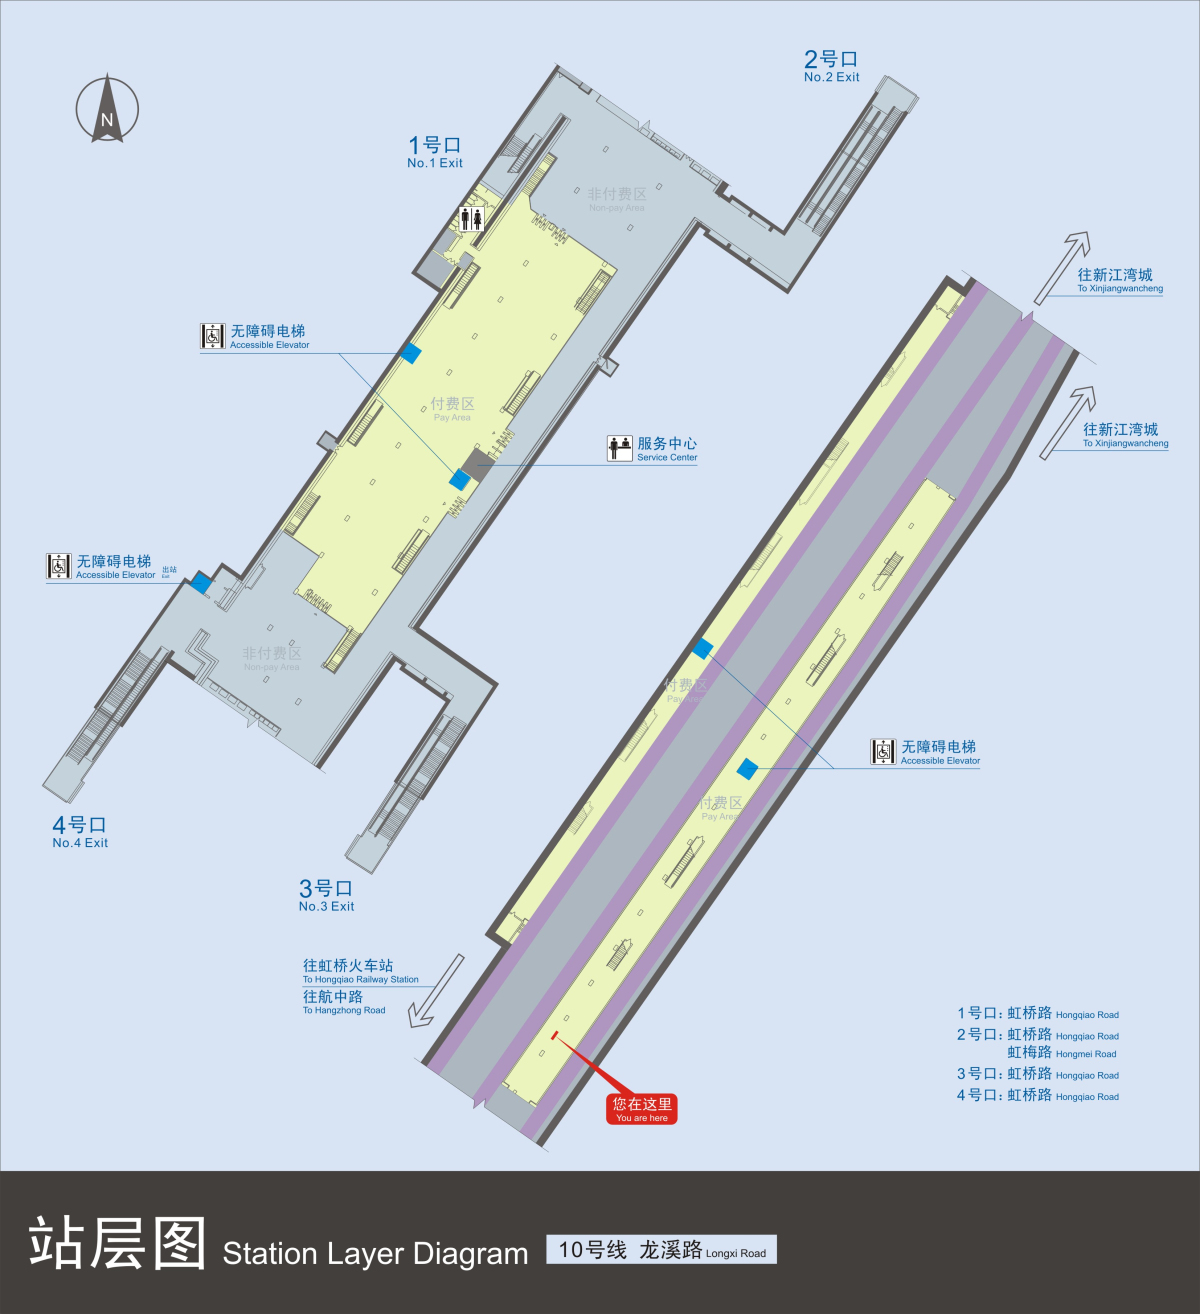 N
2号口
No.2 Exit
1号口
No.1 Exit
非付费区
Non-pay Area
往新江湾城
To Xinjiangwancheng
无障碍电梯
Accessible Elevator
付费区
Pay Area
往新江湾城
To Xinjiangwancheng
服务中心
Service Center
无障碍电梯 出站
Accessible Elevator Exit
非付费区
Non-pay Area
付费区
Pay Area
无障碍电梯
Accessible Elevator
付费区
Pay Area
4号口
No.4 Exit
3号口
No.3 Exit
往虹桥火车站
To Hongqiao Railway Station
往航中路
To Hangzhong Road
1号口: 虹桥路 Hongqiao Road
2号口: 虹桥路 Hongqiao Road
虹梅路 Hongmei Road
3号口: 虹桥路 Hongqiao Road
4号口: 虹桥路 Hongqiao Road
您在这里
You are here
站层图 Station Layer Diagram 10号线 龙溪路 Longxi Road